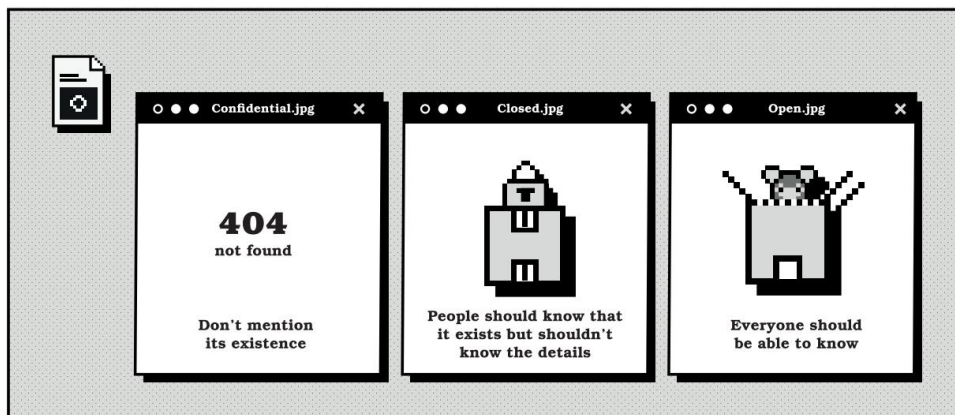 Confidential.jpg
404
not found
Don't mention
its existence
Closed.jpg
People should know that
it exists but shouldn't
know the details
Open.jpg
Everyone should
be able to know